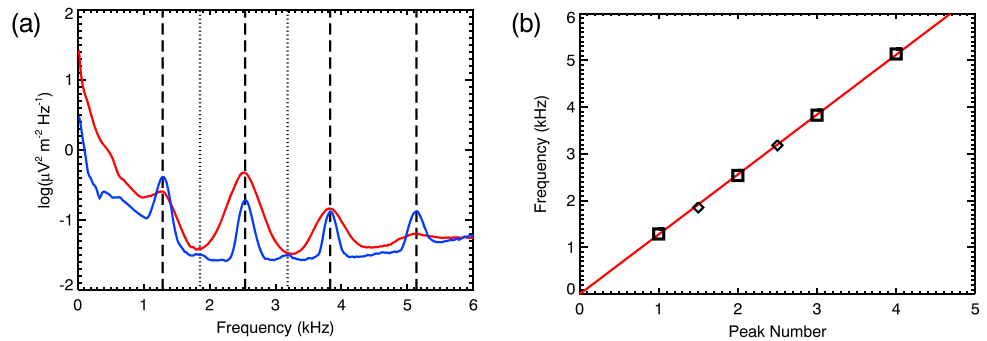 (a)
2
1
0
-1
-2
log(μV² m⁻² Hz⁻¹)
0 1 2 3 4 5 6
Frequency (kHz)
(b)
6
5
4
3
2
1
0
Frequency (kHz)
0 1 2 3 4 5
Peak Number